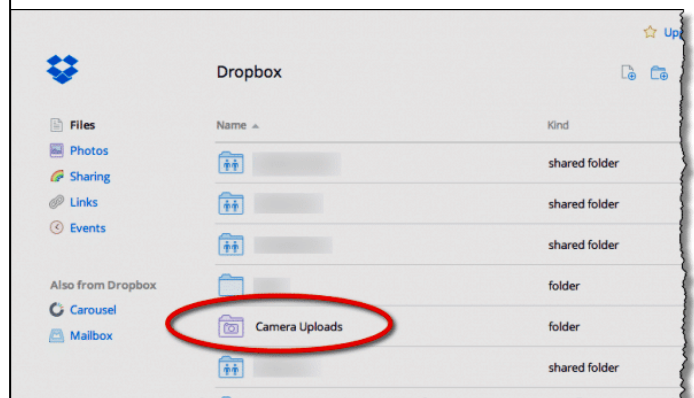 Up
Dropbox
Files
Photos
Sharing
Links
Events
Also from Dropbox
Carousel
Mailbox
Name
Kind
shared folder
shared folder
shared folder
folder
Camera Uploads folder
shared folder